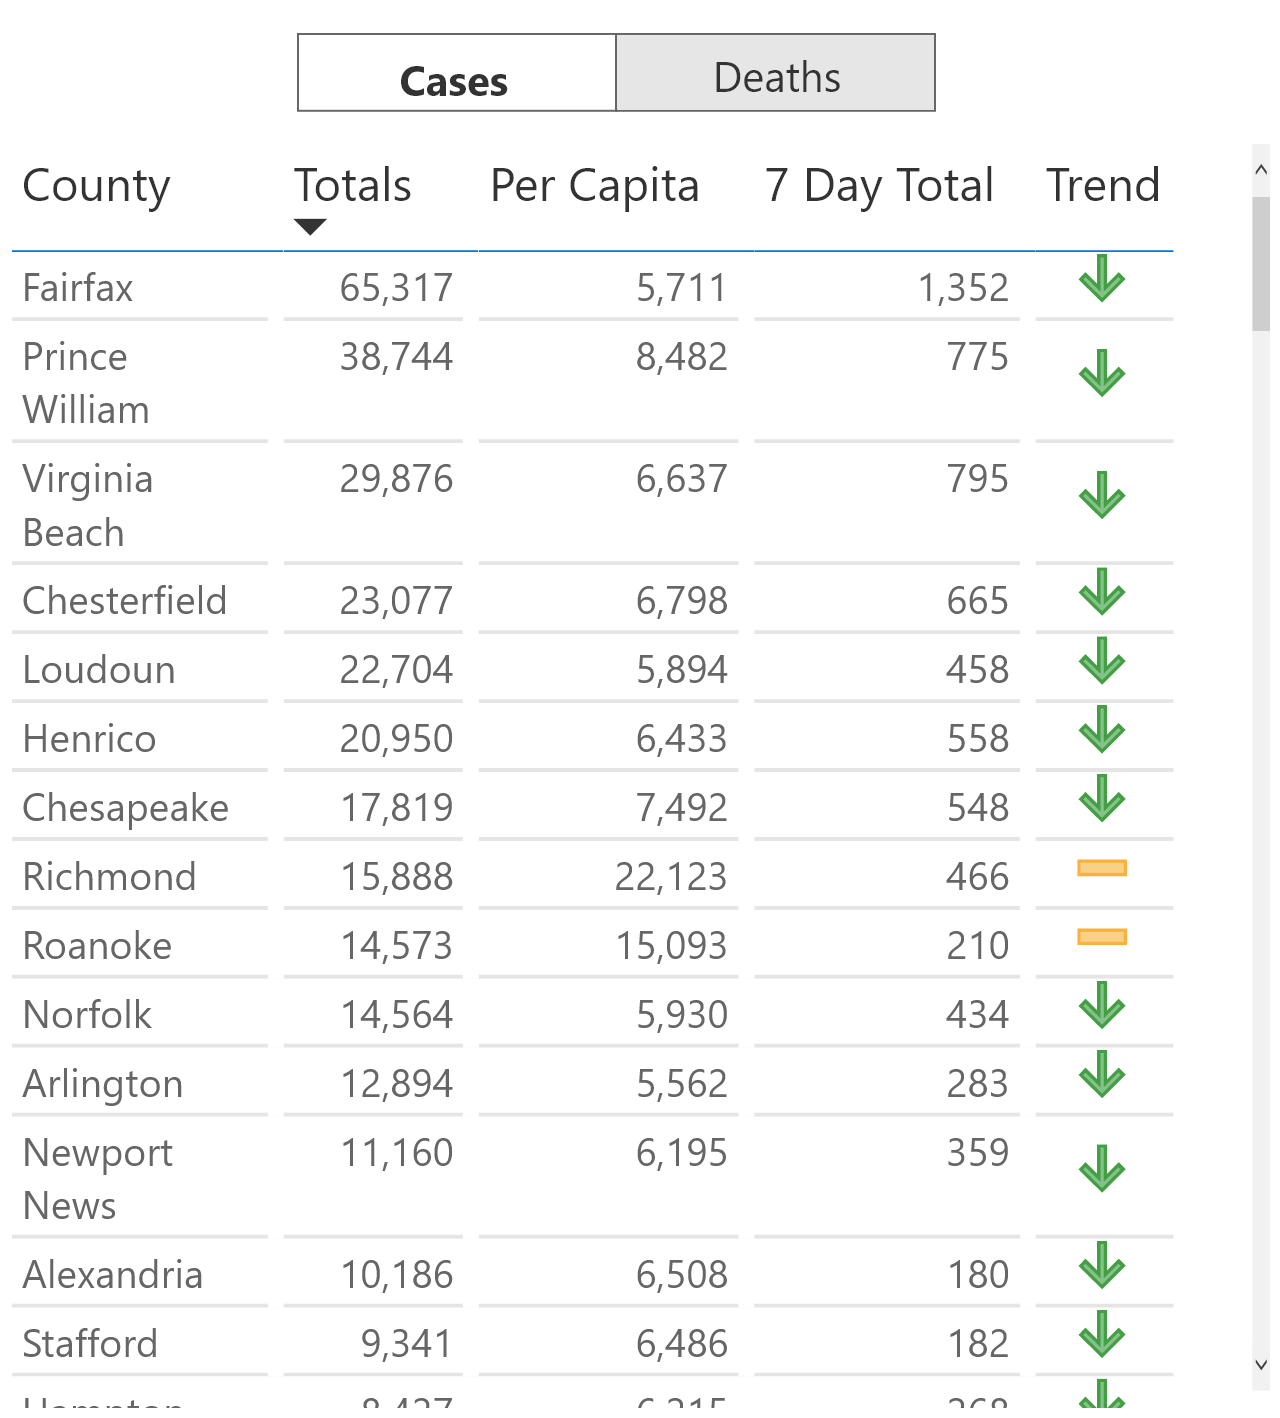 Cases Deaths
County Totals Per Capita 7 Day Total Trend
Fairfax 65,317 5,711 1,352
Prince 38,744 8,482 775
William
Virginia 29,876 6,637 795
Beach
Chesterfield 23,077 6,798 665
Loudoun 22,704 5,894 458
Henrico 20,950 6,433 558
Chesapeake 17,819 7,492 548
Richmond 15,888 22,123 466
Roanoke 14,573 15,093 210
Norfolk 14,564 5,930 434
Arlington 12,894 5,562 283
Newport 11,160 6,195 359
News
Alexandria 10,186 6,508 180
Stafford 9,341 6,486 182